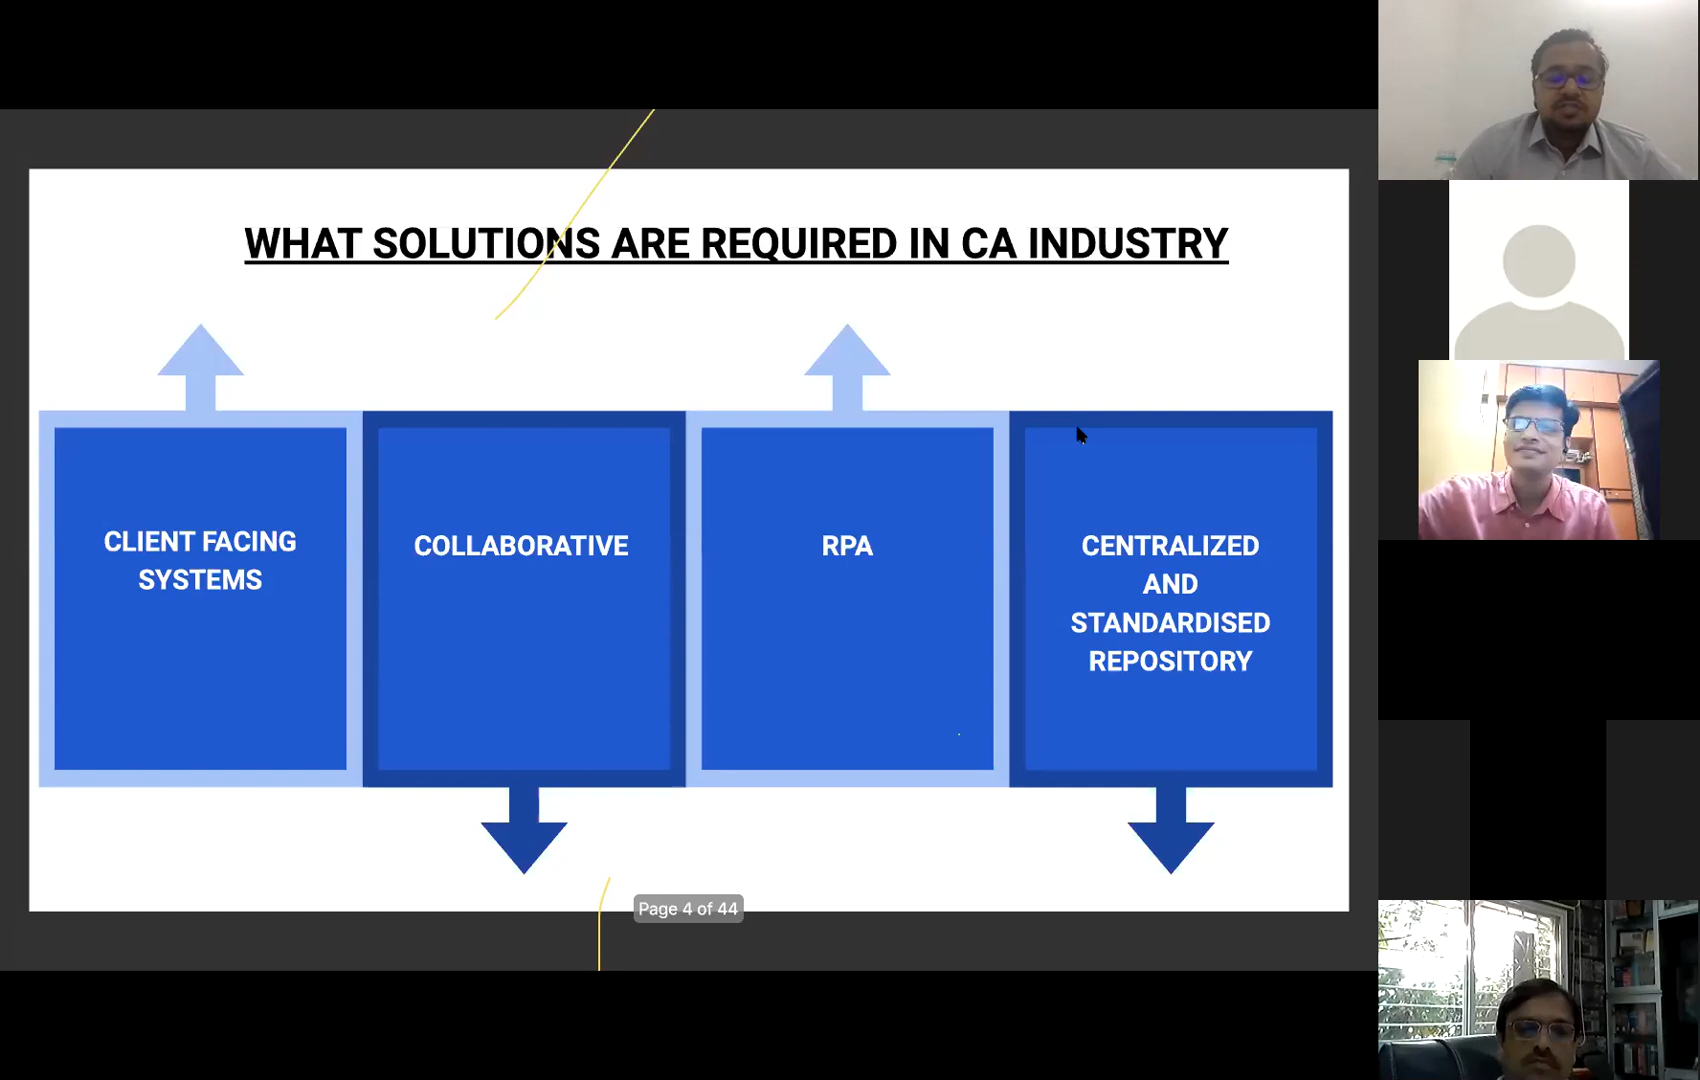 WHAT SOLUTIONS ARE REQUIRED IN CA INDUSTRY
CLIENT FACING
SYSTEMS
COLLABORATIVE
RPA
CENTRALIZED
AND
STANDARDISED
REPOSITORY
Page 4 of 44